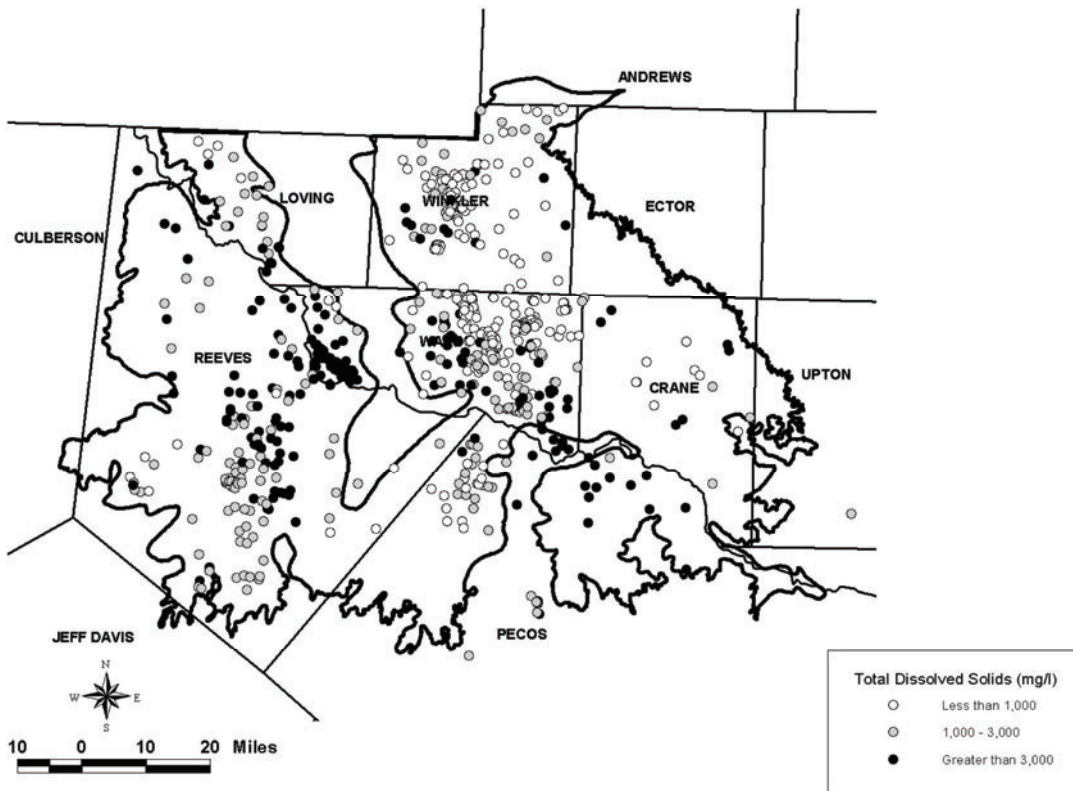 ANDREWS
LOVING
WINKLER
ECTOR
CULBERSON
REEVES
CRANE
UPTON
JEFF DAVIS
PECOS
N
W E
S
10 0 10 20 Miles
Total Dissolved Solids (mg/l)
Less than 1,000
1,000 - 3,000
Greater than 3,000